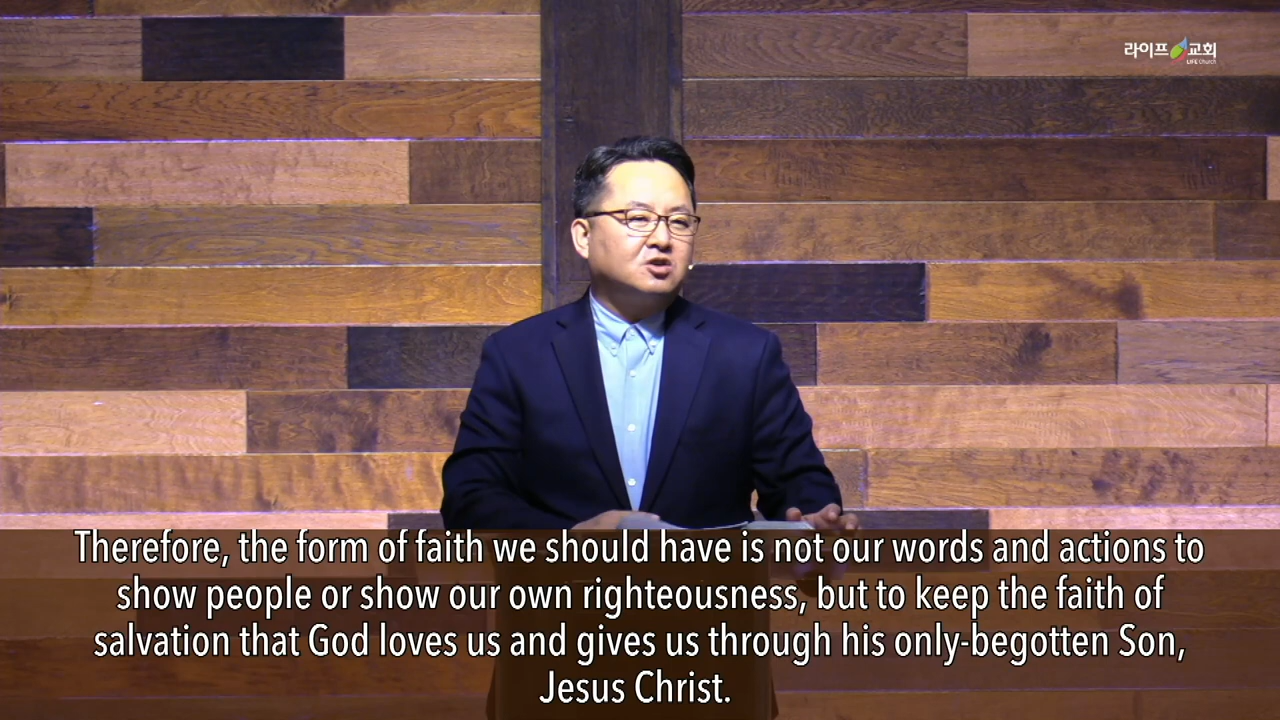 라이프교회
LIFE Church
Therefore, the form of faith we should have is not our words and actions to
show people or show our own righteousness, but to keep the faith of
salvation that God loves us and gives us through his only-begotten Son,
Jesus Christ.